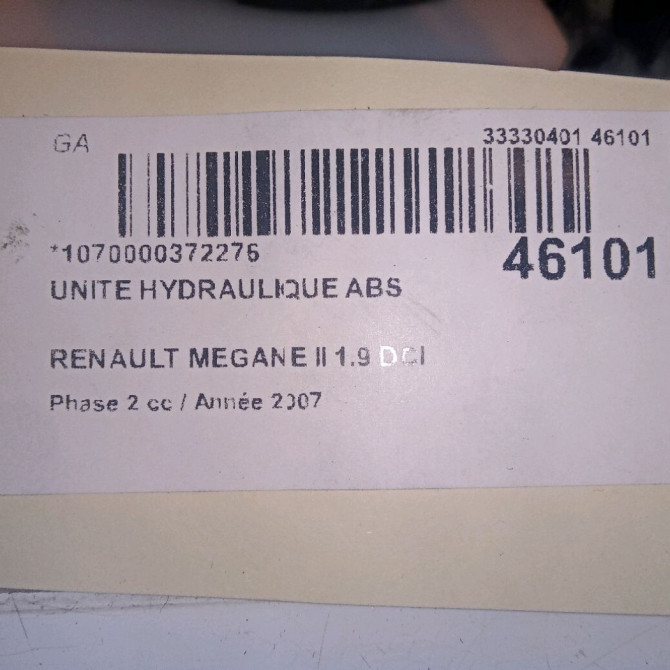 GA 33330401 46101
*1070000372276 46101
UNITE HYDRAULIQUE ABS
RENAULT MEGANE II 1.9 DCI
Phase 2 cc / Année 2007